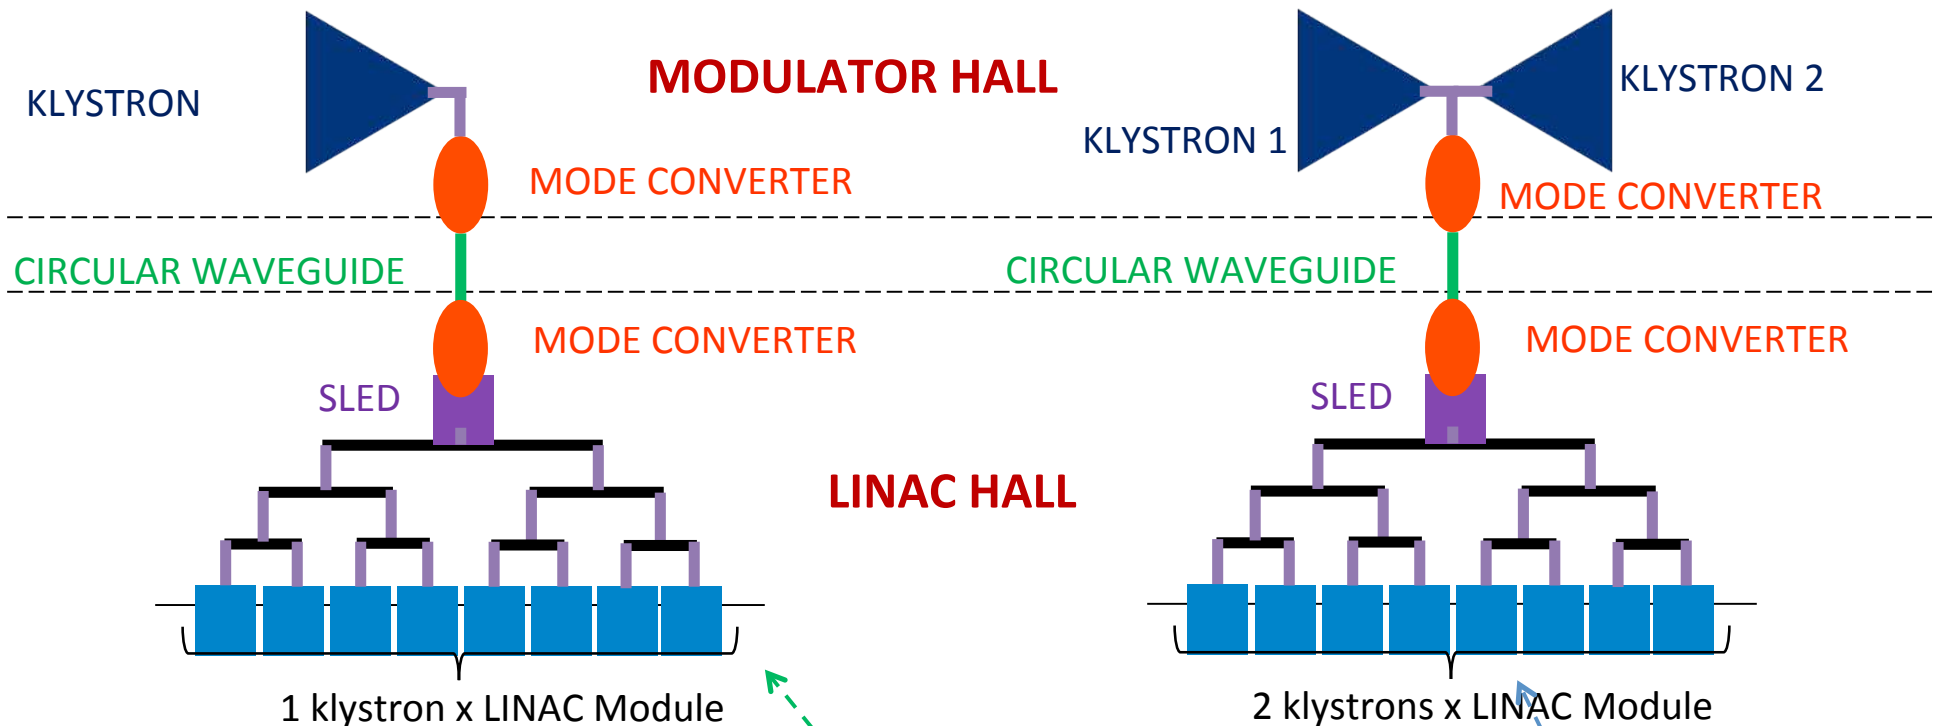 MODULATOR HALL
KLYSTRON
KLYSTRON 1
KLYSTRON 2
MODE CONVERTER
MODE CONVERTER
CIRCULAR WAVEGUIDE
CIRCULAR WAVEGUIDE
MODE CONVERTER
MODE CONVERTER
SLED
SLED
LINAC HALL
1 klystron x LINAC Module
2 klystrons x LINAC Module